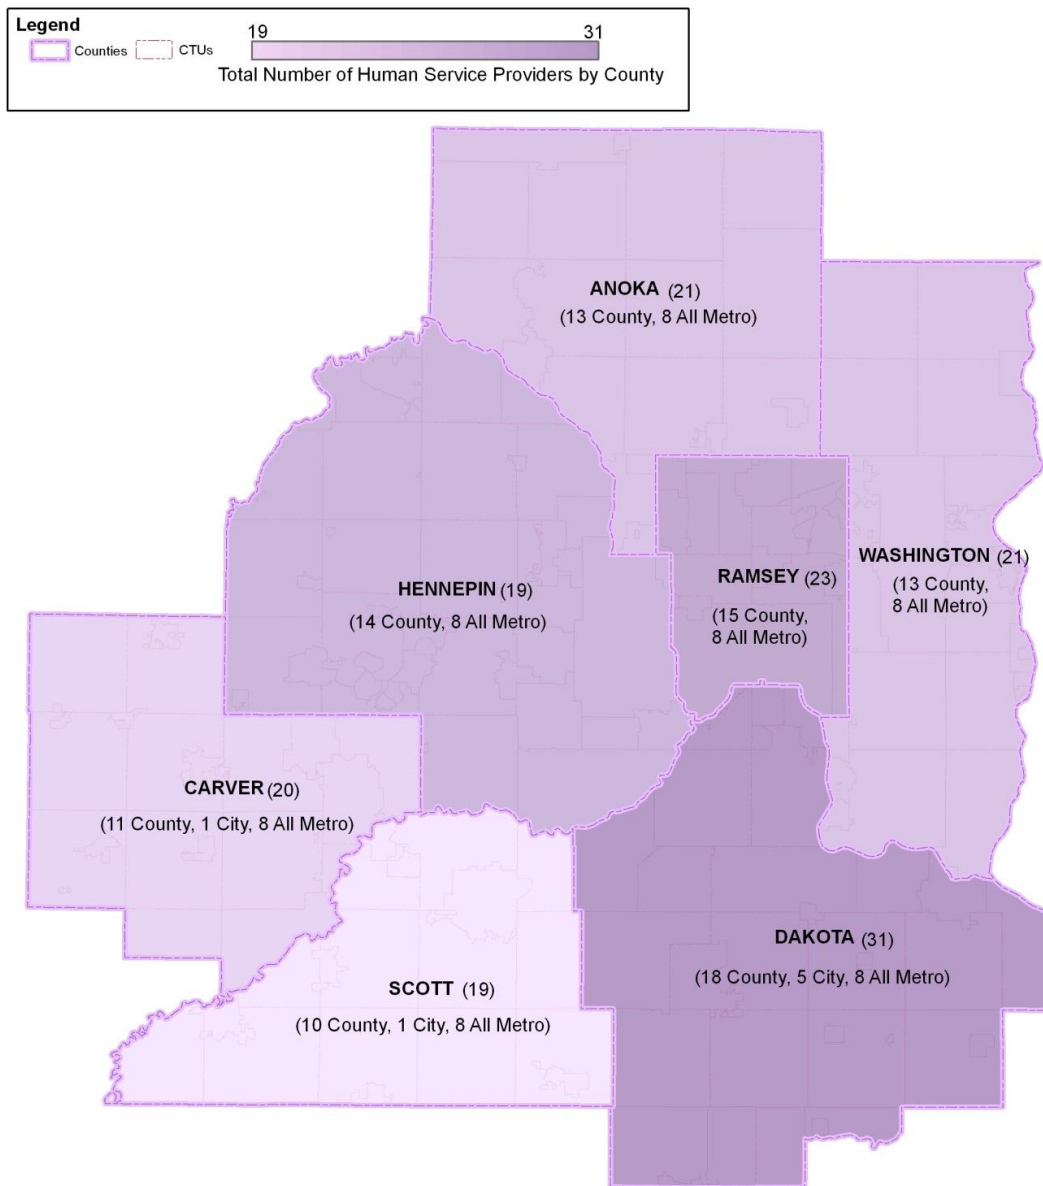 Legend
Counties
CTUs
19
31
Total Number of Human Service Providers by County
ANOKA (21)
(13 County, 8 All Metro)
WASHINGTON (21)
(13 County,
8 All Metro)
HENNEPIN (19)
(14 County, 8 All Metro)
RAMSEY (23)
(15 County,
8 All Metro)
CARVER (20)
(11 County, 1 City, 8 All Metro)
DAKOTA (31)
(18 County, 5 City, 8 All Metro)
SCOTT (19)
(10 County, 1 City, 8 All Metro)